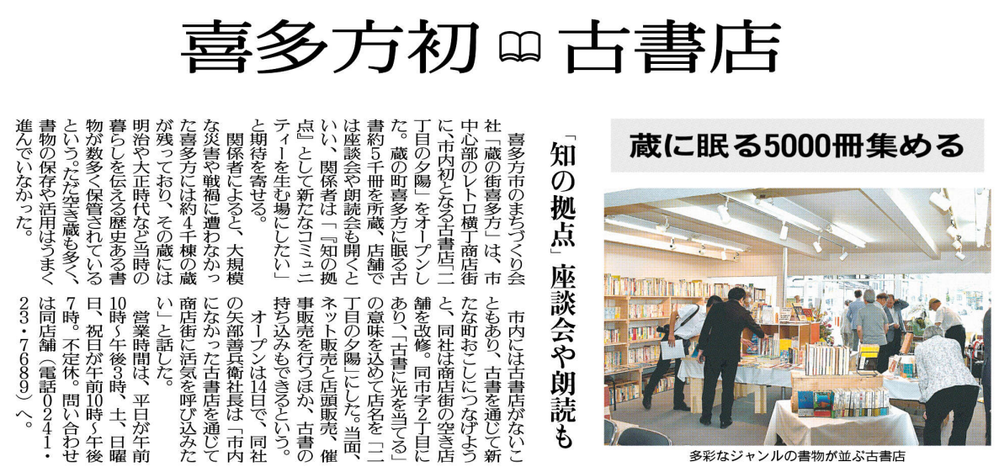 喜多方初 古書店
蔵に眠る5000冊集める
「知の拠点」座談会や朗読も
喜多方市のまちづくり会
社「蔵の街喜多方」は、市
中心部のレトロ横丁商店街
に、市内初となる古書店「二
丁目の夕陽」をオープンし
た。蔵の町喜多方に眠る古
書約5千冊を所蔵、店舗で
は座談会や朗読会も開くと
いい、関係者は「『知の拠
点』として新たなコミュニ
ティーを生む場にしたい」
と期待を寄せる。
関係者によると、大規模
な災害や戦禍に遭わなかっ
た喜多方には約4千棟の蔵
が残っており、その蔵には
明治や大正時代など当時の
暮らしを伝える歴史ある書
物が数多く保管されている
という。ただ空き蔵も多く、
書物の保存や活用はうまく
進んでいなかった。
市内には古書店がないこ
ともあり、古書を通じて新
たな町おこしにつなげよう
と、同社は商店街の空き店
舗を改修。同市字2丁目に
あり、「古書に光を当てる」
の意味を込めて店名を「二
丁目の夕陽」にした。当面、
ネット販売と店頭販売、催
事販売を行うほか、古書の
持ち込みもできるという。
オープンは14日で、同社
の矢部善兵衛社長は「市内
になかった古書店を通じて
商店街に活気を呼び込みた
い」と話した。
営業時間は、平日が午前
10時～午後3時、土、日曜
日、祝日が午前10時～午後
7時。不定休。問い合わせ
は同店舗（電話0241・
23・7689）へ。
多彩なジャンルの書物が並ぶ古書店